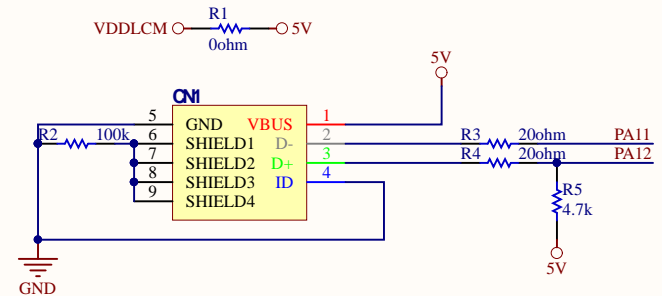 R1
VDDLCM 5V
0ohm
5V
CN1
5 GND VBUS 1
R2 100k 6 SHIELD1 D- 2 R3 20ohm PA11
7 SHIELD2 D+ 3 R4 20ohm PA12
8 SHIELD3 ID 4
9 SHIELD4
R5
4.7k
5V
GND